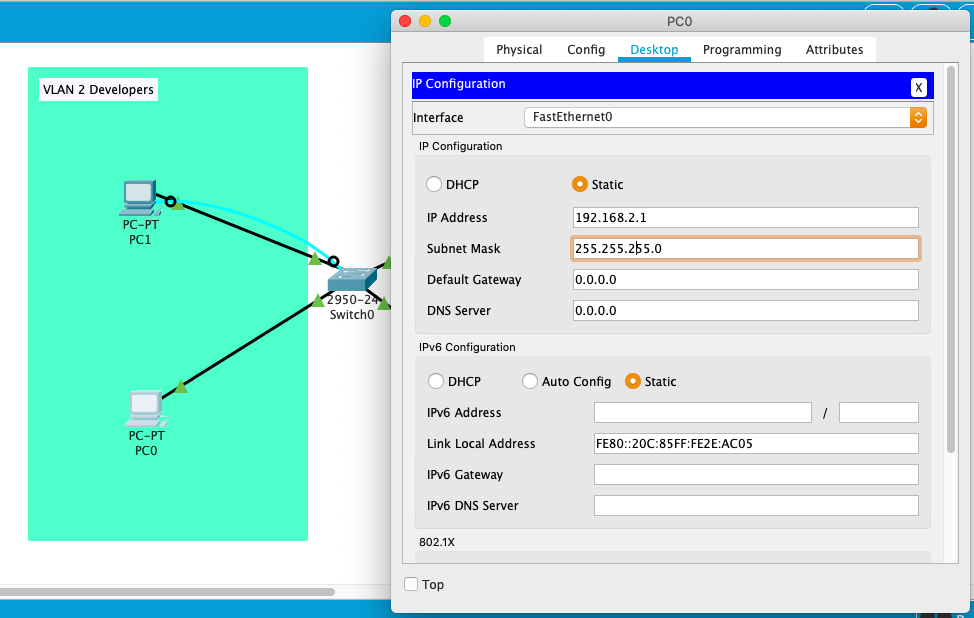 PC0
Physical Config Desktop Programming Attributes
VLAN 2 Developers
IP Configuration X
Interface FastEthernet0
IP Configuration
DHCP Static
IP Address 192.168.2.1
Subnet Mask 255.255.255.0
Default Gateway 0.0.0.0
DNS Server 0.0.0.0
IPv6 Configuration
DHCP Auto Config Static
IPv6 Address /
Link Local Address FE80::20C:85FF:FE2E:AC05
IPv6 Gateway
IPv6 DNS Server
802.1X
Top
PC-PT
PC1
2950-24
Switch0
PC-PT
PC0